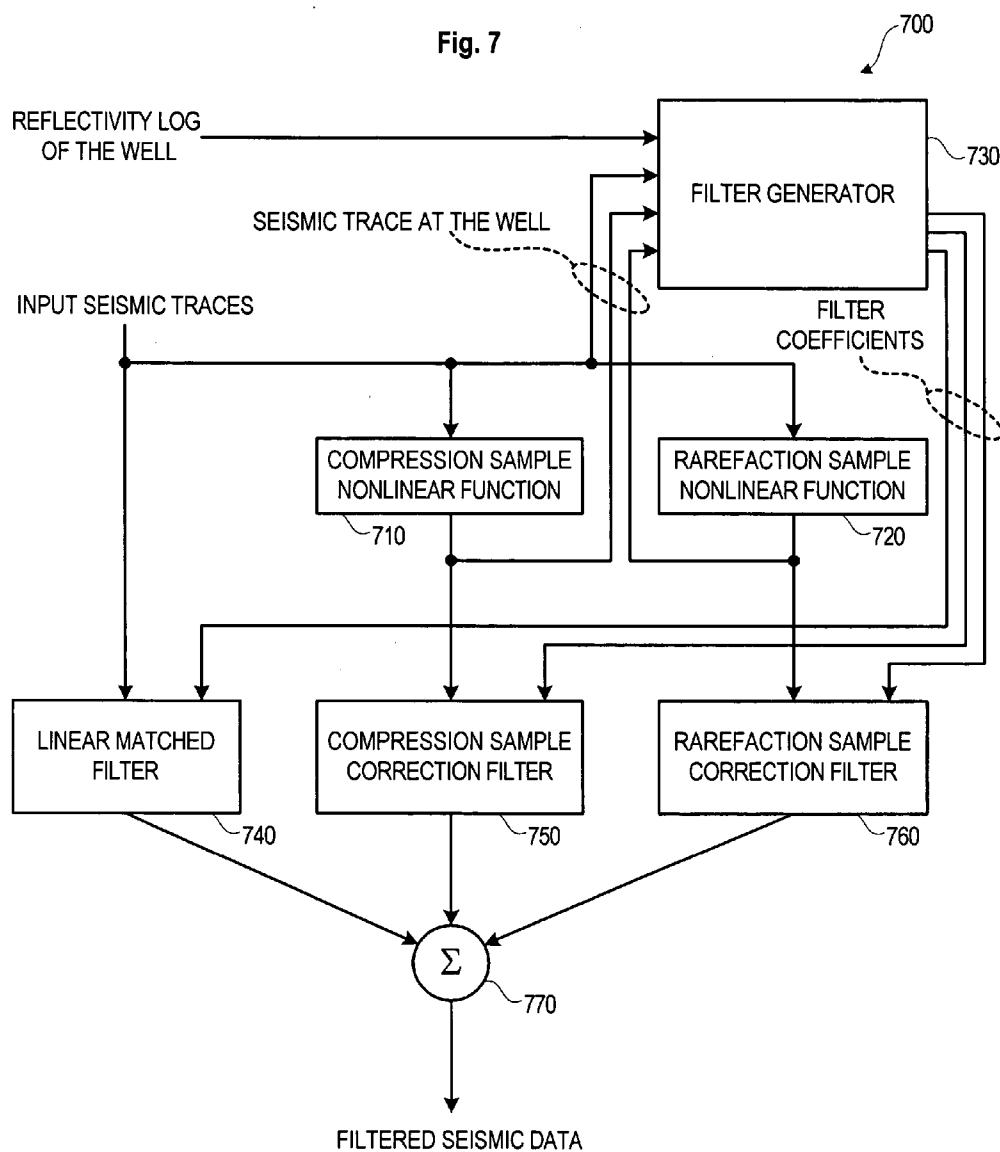 Fig. 7
700
REFLECTIVITY LOG
OF THE WELL
730
FILTER GENERATOR
SEISMIC TRACE AT THE WELL
INPUT SEISMIC TRACES
FILTER
COEFFICIENTS
COMPRESSION SAMPLE
NONLINEAR FUNCTION
710
RAREFACTION SAMPLE
NONLINEAR FUNCTION
720
LINEAR MATCHED
FILTER
740
COMPRESSION SAMPLE
CORRECTION FILTER
750
RAREFACTION SAMPLE
CORRECTION FILTER
760
Σ
770
FILTERED SEISMIC DATA